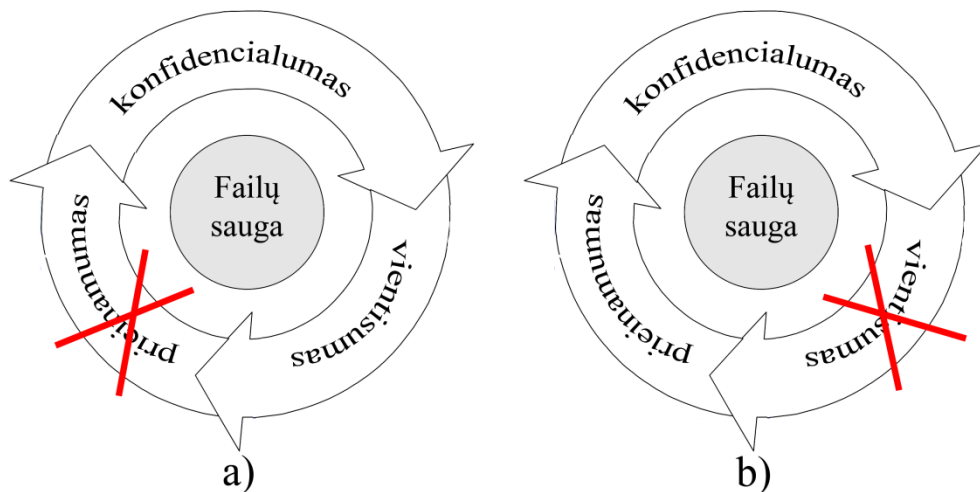 konfidencialumas
Failų
sauga
vientisumas
prieinamumas
a)
konfidencialumas
Failų
sauga
vientisumas
prieinamumas
b)